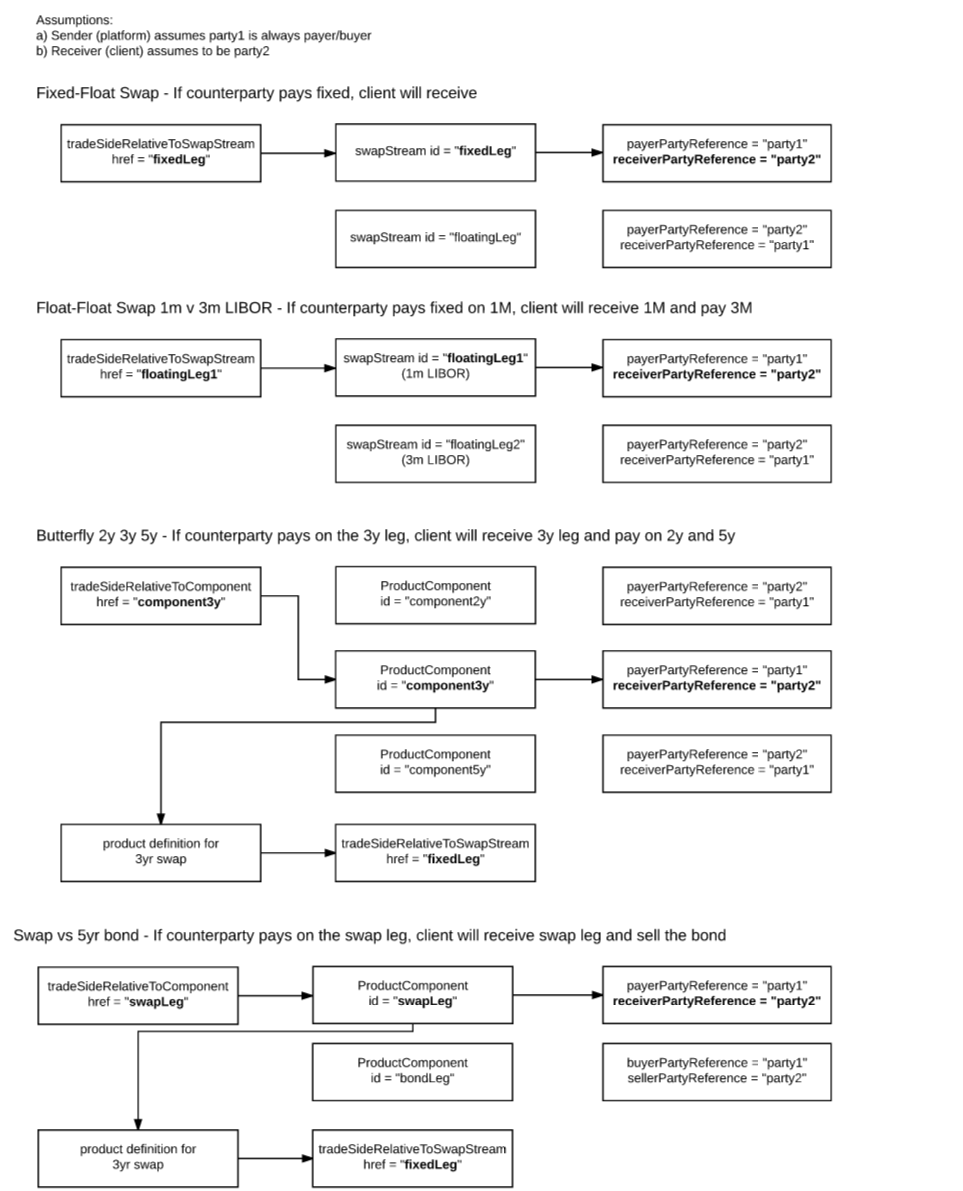 Assumptions:
a) Sender (platform) assumes party1 is always payer/buyer
b) Receiver (client) assumes to be party2
Fixed-Float Swap - If counterparty pays fixed, client will receive
tradeSideRelativeToSwapStream
href = "fixedLeg"
swapStream id = "fixedLeg"
payerPartyReference = "party1"
receiverPartyReference = "party2"
swapStream id = "floatingLeg"
payerPartyReference = "party2"
receiverPartyReference = "party1"
Float-Float Swap 1m v 3m LIBOR - If counterparty pays fixed on 1M, client will receive 1M and pay 3M
tradeSideRelativeToSwapStream
href = "floatingLeg1"
swapStream id = "floatingLeg1"
(1m LIBOR)
payerPartyReference = "party1"
receiverPartyReference = "party2"
swapStream id = "floatingLeg2"
(3m LIBOR)
payerPartyReference = "party2"
receiverPartyReference = "party1"
Butterfly 2y 3y 5y - If counterparty pays on the 3y leg, client will receive 3y leg and pay on 2y and 5y
tradeSideRelativeToComponent
href = "component3y"
ProductComponent
id = "component2y"
payerPartyReference = "party2"
receiverPartyReference = "party1"
ProductComponent
id = "component3y"
payerPartyReference = "party1"
receiverPartyReference = "party2"
ProductComponent
id = "component5y"
payerPartyReference = "party2"
receiverPartyReference = "party1"
product definition for
3yr swap
tradeSideRelativeToSwapStream
href = "fixedLeg"
Swap vs 5yr bond - If counterparty pays on the swap leg, client will receive swap leg and sell the bond
tradeSideRelativeToComponent
href = "swapLeg"
ProductComponent
id = "swapLeg"
payerPartyReference = "party1"
receiverPartyReference = "party2"
ProductComponent
id = "bondLeg"
buyerPartyReference = "party1"
sellerPartyReference = "party2"
product definition for
3yr swap
tradeSideRelativeToSwapStream
href = "fixedLeg"